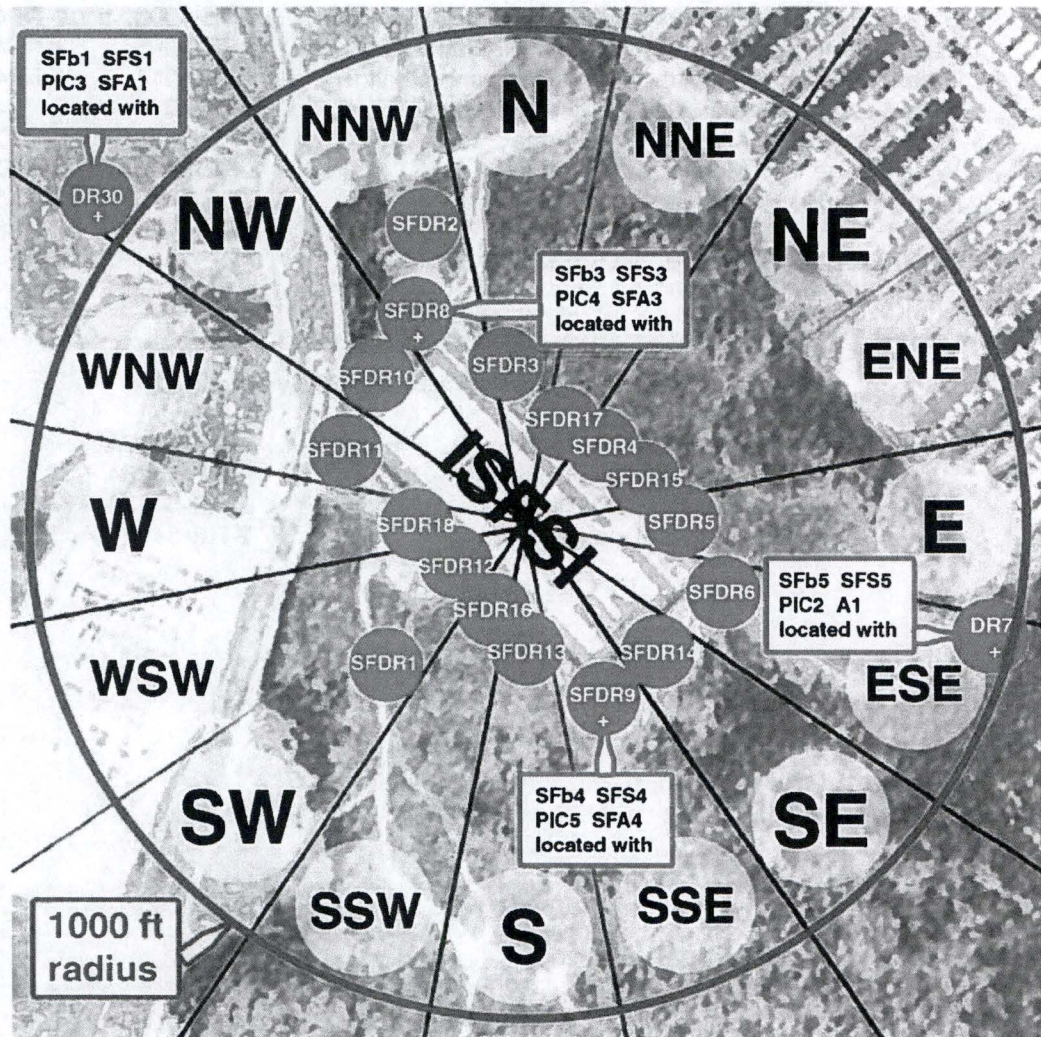 SFb1 SFS1
PIC3 SFA1
located with
DR30
+
N
NNW
NNE
NW
NE
SFDR2
SFb3 SFS3
PIC4 SFA3
located with
SFDR8
+
WNW
ENE
SFDR10
SFDR3
SFDR17
SFDR11
SFDR4
SFDR15
ISFSI
W
E
SFDR18
SFDR5
SFDR12
SFDR6
SFb5 SFS5
PIC2 A1
located with
DR7
+
SFDR16
SFDR1
SFDR13
SFDR14
WSW
ESE
SFDR9
+
SFb4 SFS4
PIC5 SFA4
located with
SW
SE
SSW
SSE
S
1000 ft
radius